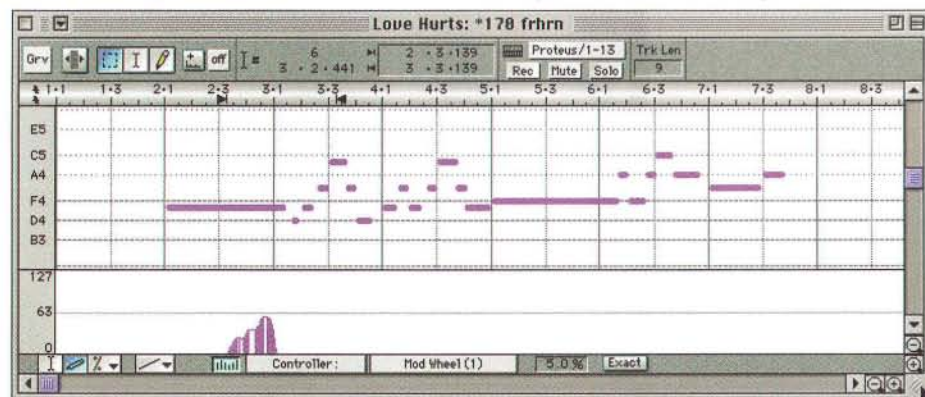 Love Hurts: *178 frhrn
Grv off 6 2 · 3 · 139 Proteus/1-13 Trk Len
3 · 2 · 441 3 · 3 · 139 Rec Mute Solo 9
1·1 1·3 2·1 2·3 3·1 3·3 4·1 4·3 5·1 5·3 6·1 6·3 7·1 7·3 8·1 8·3
E5
C5
A4
F4
D4
B3
127
63
0
% Controller: Mod Wheel (1) 5.0% Exact